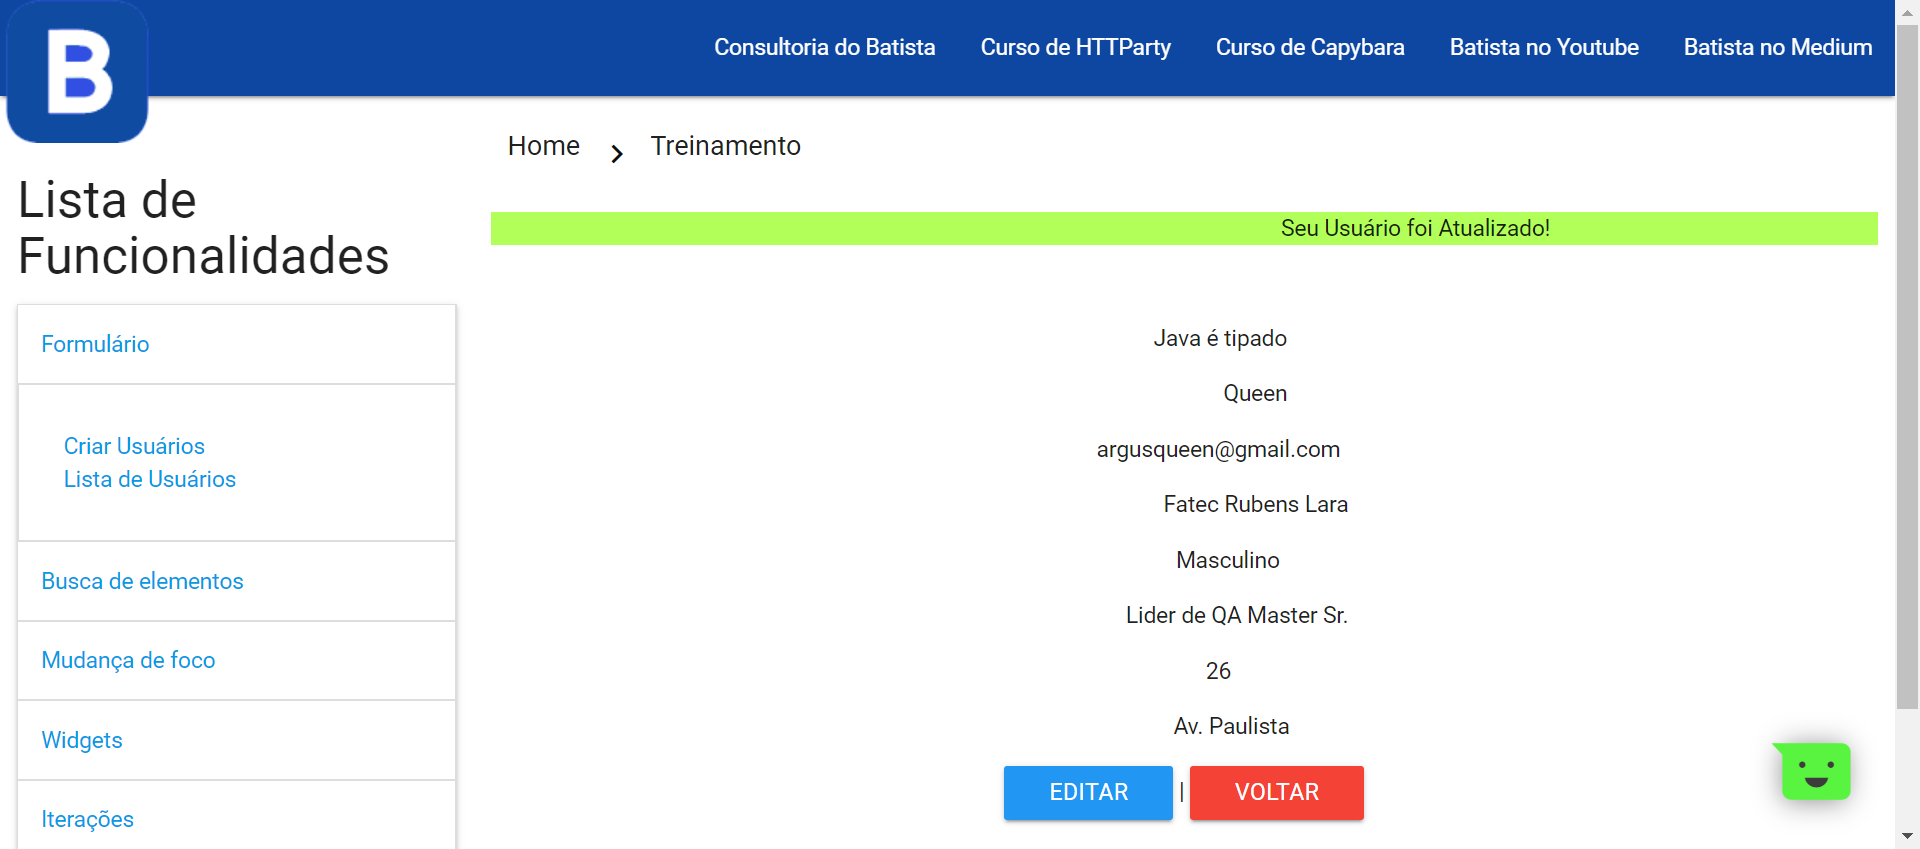 B
Consultoria do Batista
Curso de HTTParty
Curso de Capybara
Batista no Youtube
Batista no Medium
Home
Treinamento
Lista de
Funcionalidades
Formulário
Criar Usuários
Lista de Usuários
Busca de elementos
Mudança de foco
Widgets
Iterações
Seu Usuário foi Atualizado!
Java é tipado
Queen
argusqueen@gmail.com
Fatec Rubens Lara
Masculino
Lider de QA Master Sr.
26
Av. Paulista
EDITAR | VOLTAR